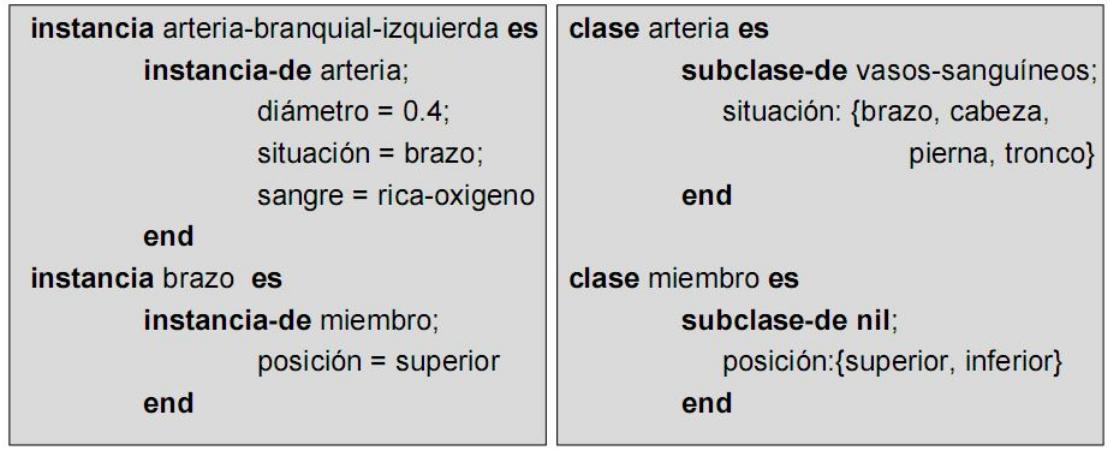 instancia arteria-branquial-izquierda es
instancia-de arteria;
diámetro = 0.4;
situación = brazo;
sangre = rica-oxigeno
end
instancia brazo es
instancia-de miembro;
posición = superior
end
clase arteria es
subclase-de vasos-sanguíneos;
situación: {brazo, cabeza,
pierna, tronco}
end
clase miembro es
subclase-de nil;
posición:{superior, inferior}
end